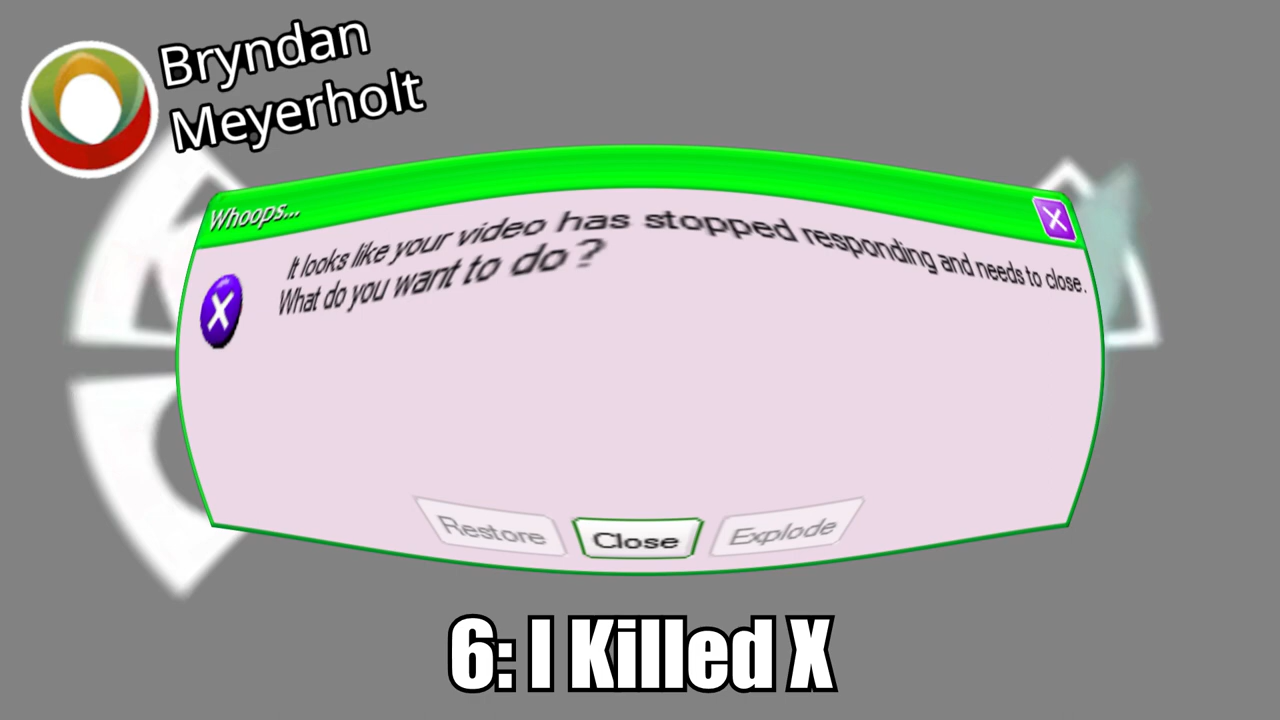 Bryndan
Meyerholt
Whoops...
It looks like your video has stopped responding and needs to close.
What do you want to do?
Restore
Close
Explode
6: I Killed X